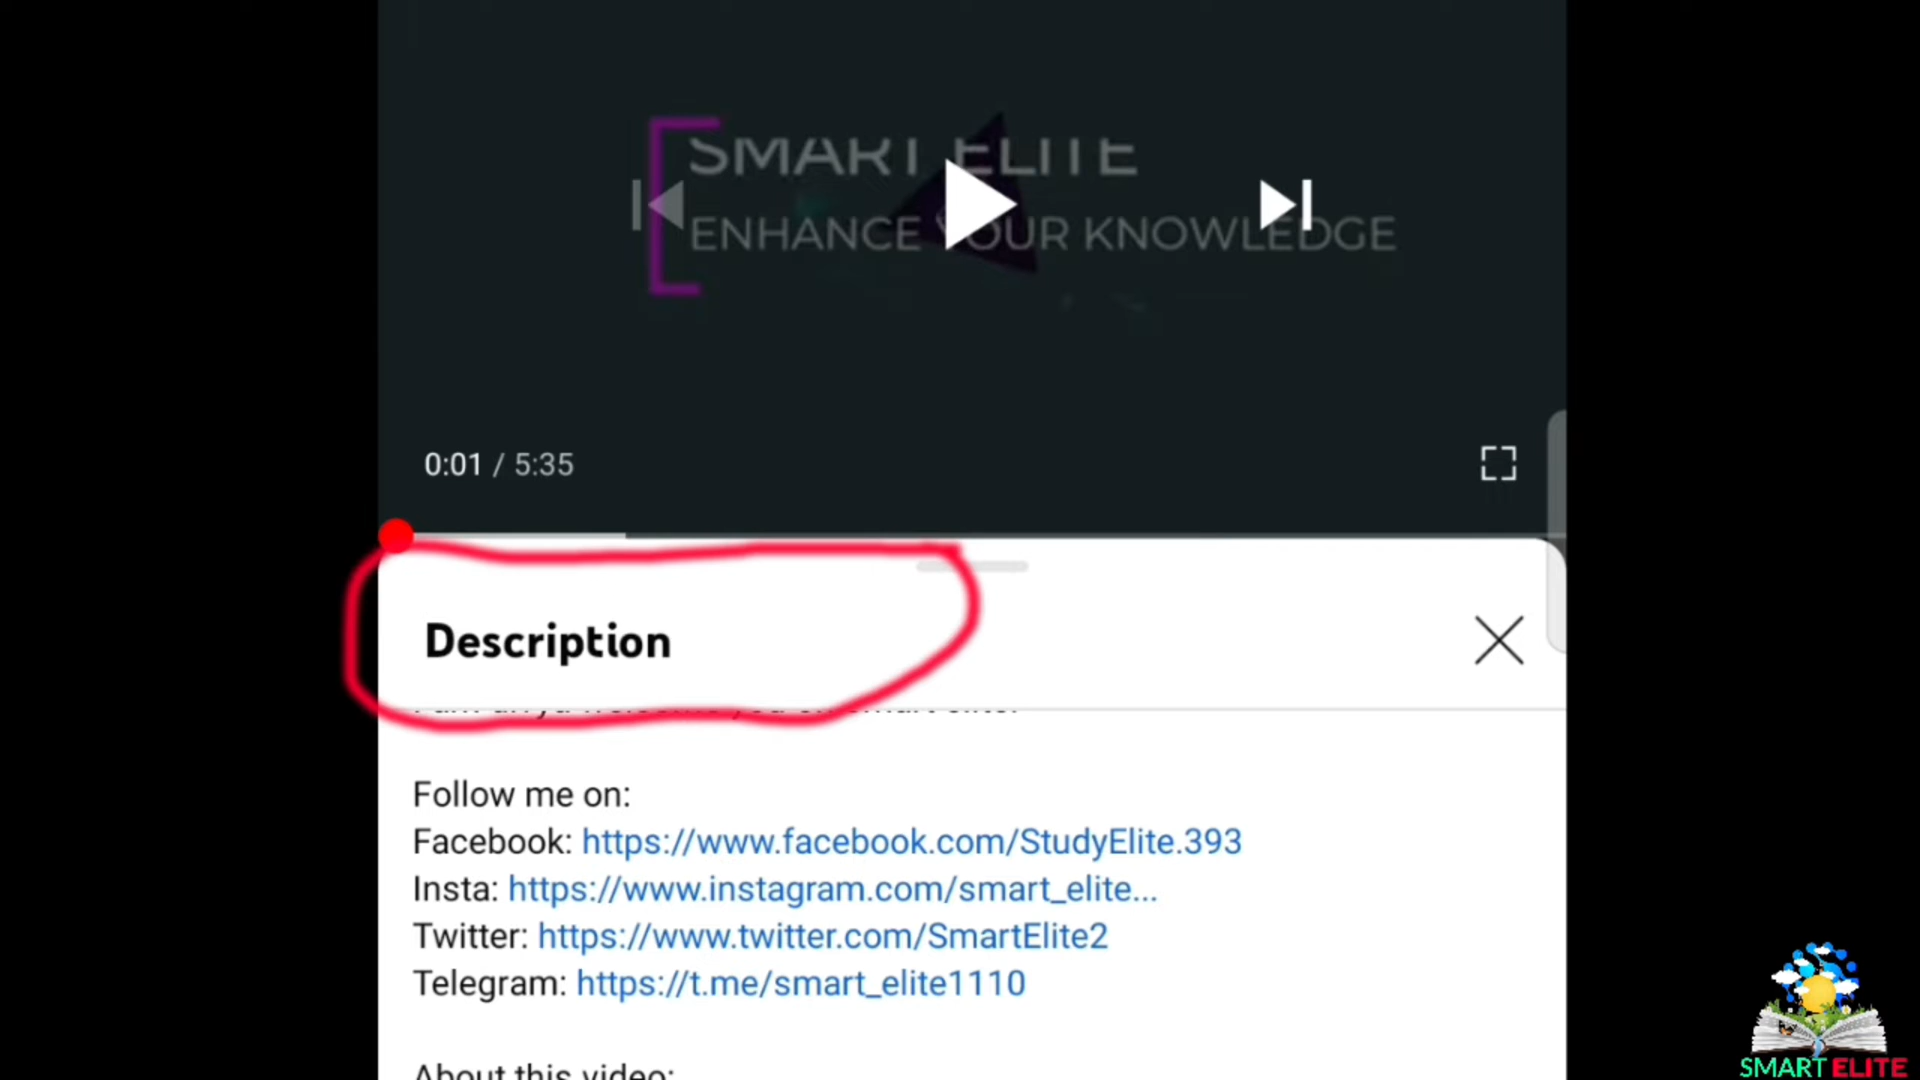 SMART ELITE
ENHANCE YOUR KNOWLEDGE
0:01 / 5:35
Description
Follow me on:
Facebook: https://www.facebook.com/StudyElite.393
Insta: https://www.instagram.com/smart_elite...
Twitter: https://www.twitter.com/SmartElite2
Telegram: https://t.me/smart_elite1110
About this video:
SMART ELITE